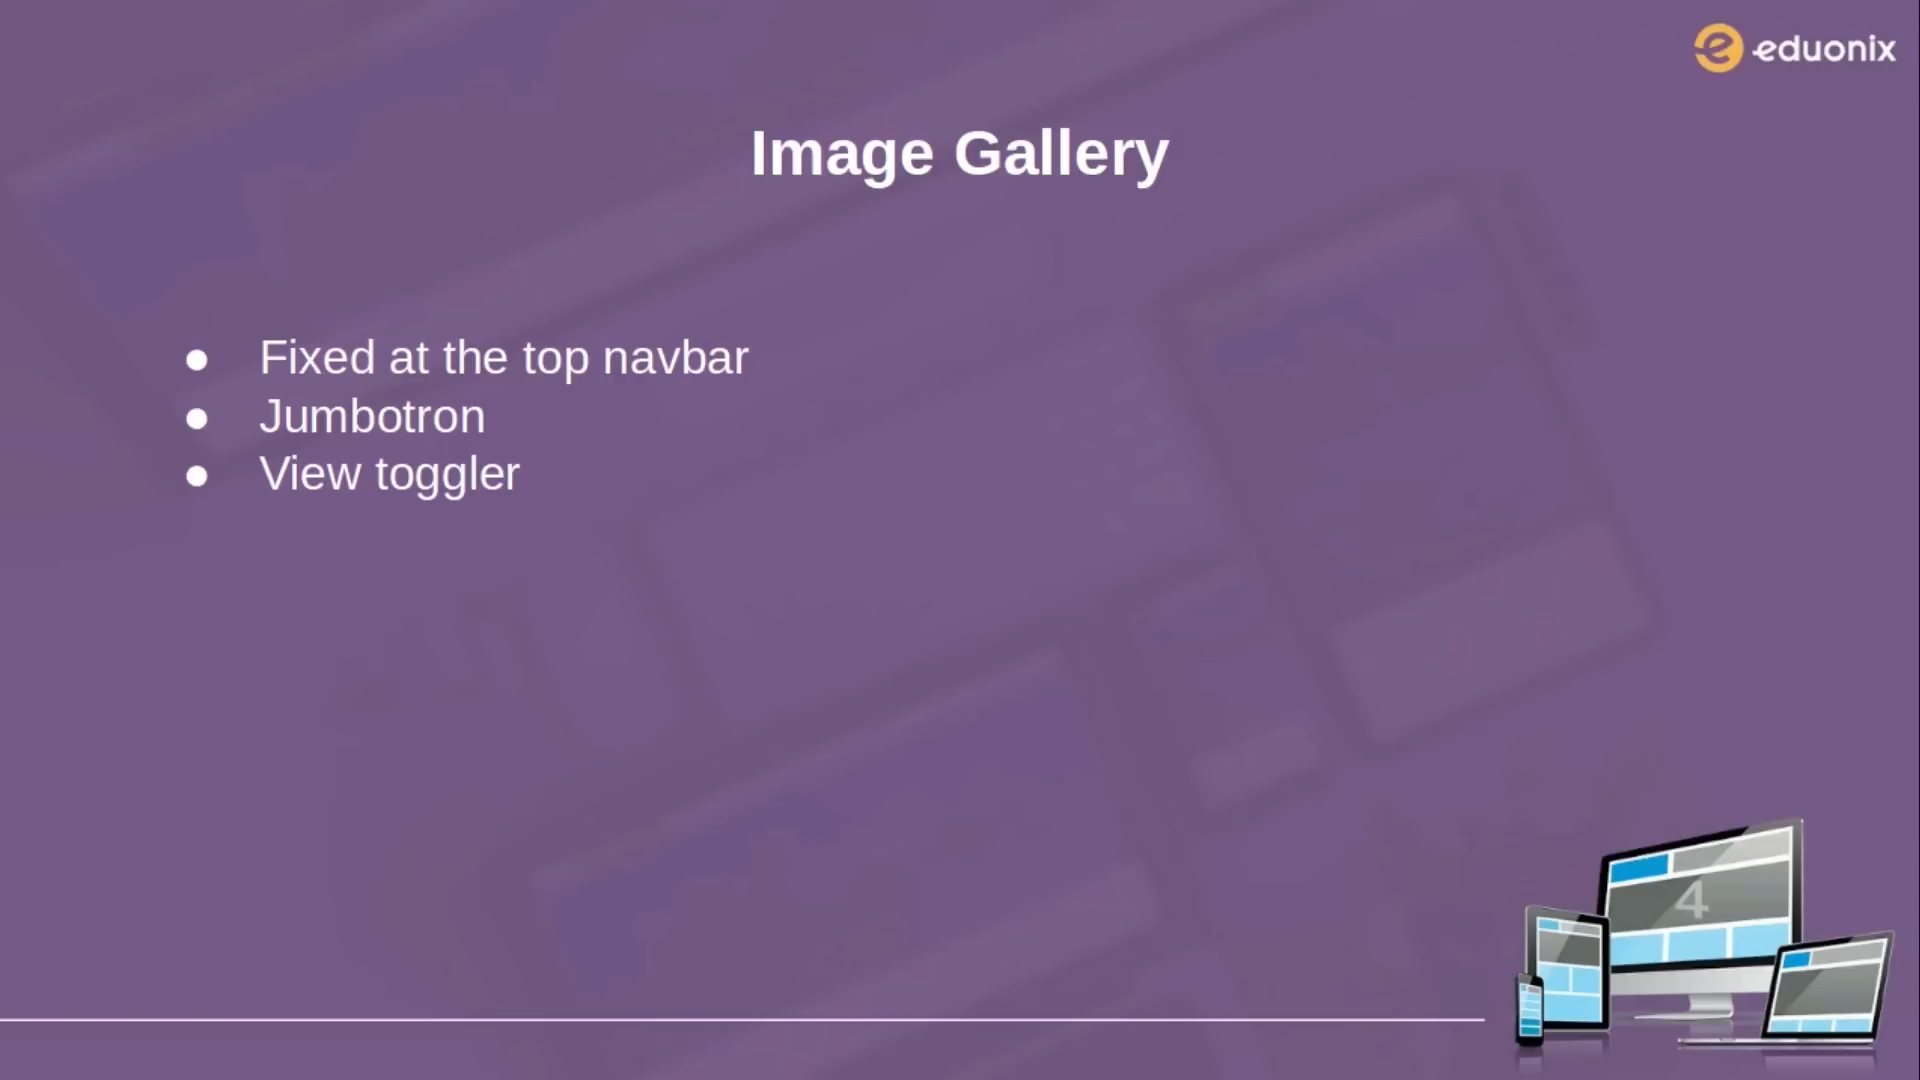 eduonix
Image Gallery
● Fixed at the top navbar
● Jumbotron
● View toggler
4